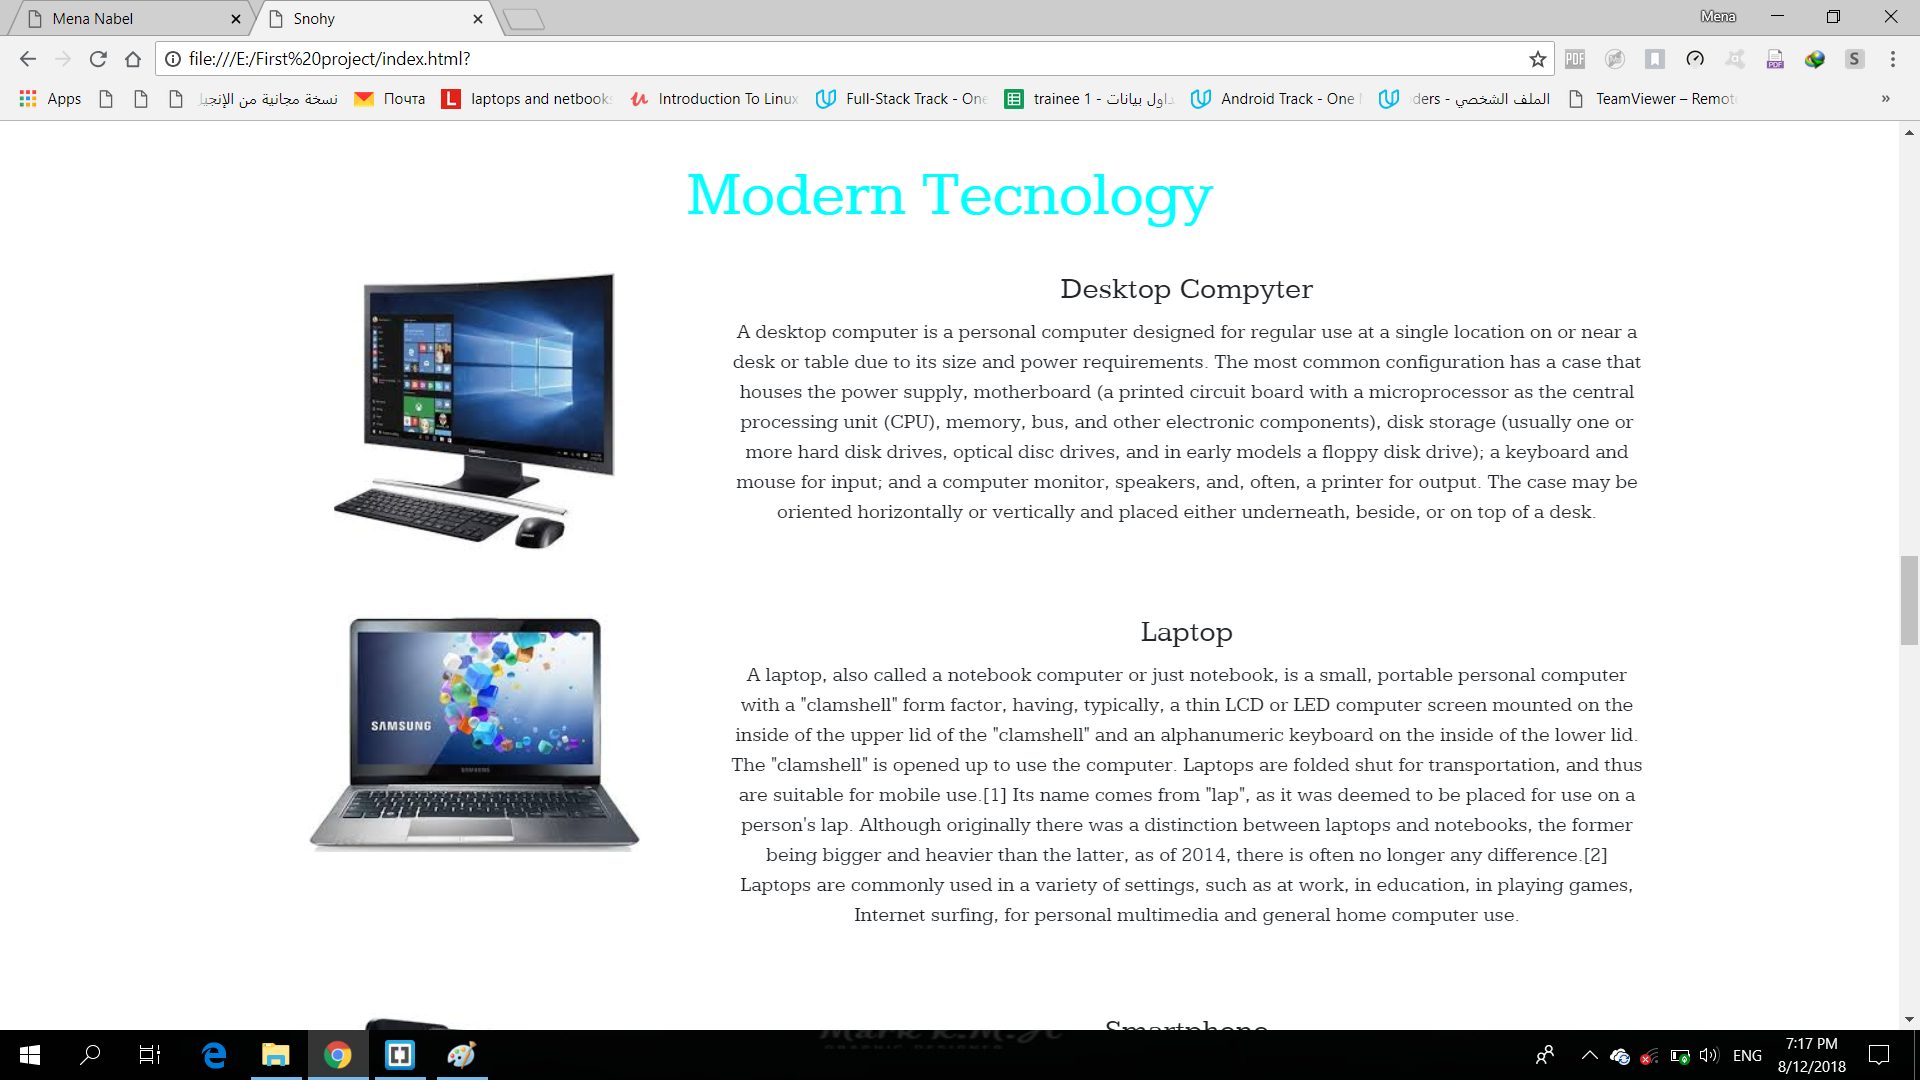 Mena Nabel
Snohy
Mena
file:///E:/First%20project/index.html?
PDF
PDF
S
Apps
نسخة مجانية من الإنجيل
Почта
L
laptops and netbooks
Introduction To Linux
Full-Stack Track - One
trainee 1 - داول بيانات
Android Track - One
ders - الملف الشخصي
TeamViewer – Remot
»
Modern Tecnology
Desktop Compyter
A desktop computer is a personal computer designed for regular use at a single location on or near a
desk or table due to its size and power requirements. The most common configuration has a case that
houses the power supply, motherboard (a printed circuit board with a microprocessor as the central
processing unit (CPU), memory, bus, and other electronic components), disk storage (usually one or
more hard disk drives, optical disc drives, and in early models a floppy disk drive); a keyboard and
mouse for input; and a computer monitor, speakers, and, often, a printer for output. The case may be
oriented horizontally or vertically and placed either underneath, beside, or on top of a desk.
SAMSUNG
Laptop
A laptop, also called a notebook computer or just notebook, is a small, portable personal computer
with a "clamshell" form factor, having, typically, a thin LCD or LED computer screen mounted on the
inside of the upper lid of the "clamshell" and an alphanumeric keyboard on the inside of the lower lid.
The "clamshell" is opened up to use the computer. Laptops are folded shut for transportation, and thus
are suitable for mobile use.[1] Its name comes from "lap", as it was deemed to be placed for use on a
person's lap. Although originally there was a distinction between laptops and notebooks, the former
being bigger and heavier than the latter, as of 2014, there is often no longer any difference.[2]
Laptops are commonly used in a variety of settings, such as at work, in education, in playing games,
Internet surfing, for personal multimedia and general home computer use.
SAMSUNG
SAMSUNG
Smartphone
GRAPHIC DESIGNER
ENG
7:17 PM
8/12/2018